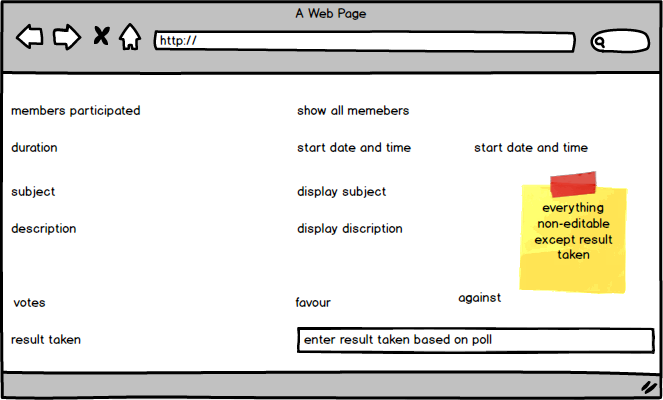 A Web Page
http://
members participated
show all memebers
duration
start date and time
start date and time
subject
display subject
everything
non-editable
except result
taken
description
display discription
votes
favour
against
result taken
enter result taken based on poll